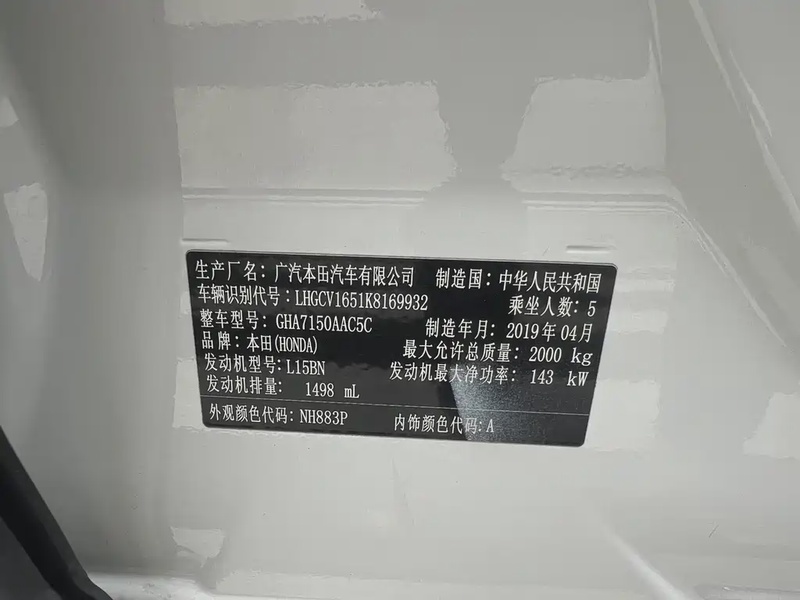 生产厂名：广汽本田汽车有限公司 制造国：中华人民共和国
车辆识别代号：LHGCV1651K8169932 乘坐人数：5
整车型号：GHA7150AAC5C 制造年月：2019年04月
品牌：本田(HONDA) 最大允许总质量：2000 kg
发动机型号：L15BN 发动机最大净功率：143 kW
发动机排量：1498 mL
外观颜色代码：NH883P 内饰颜色代码：A